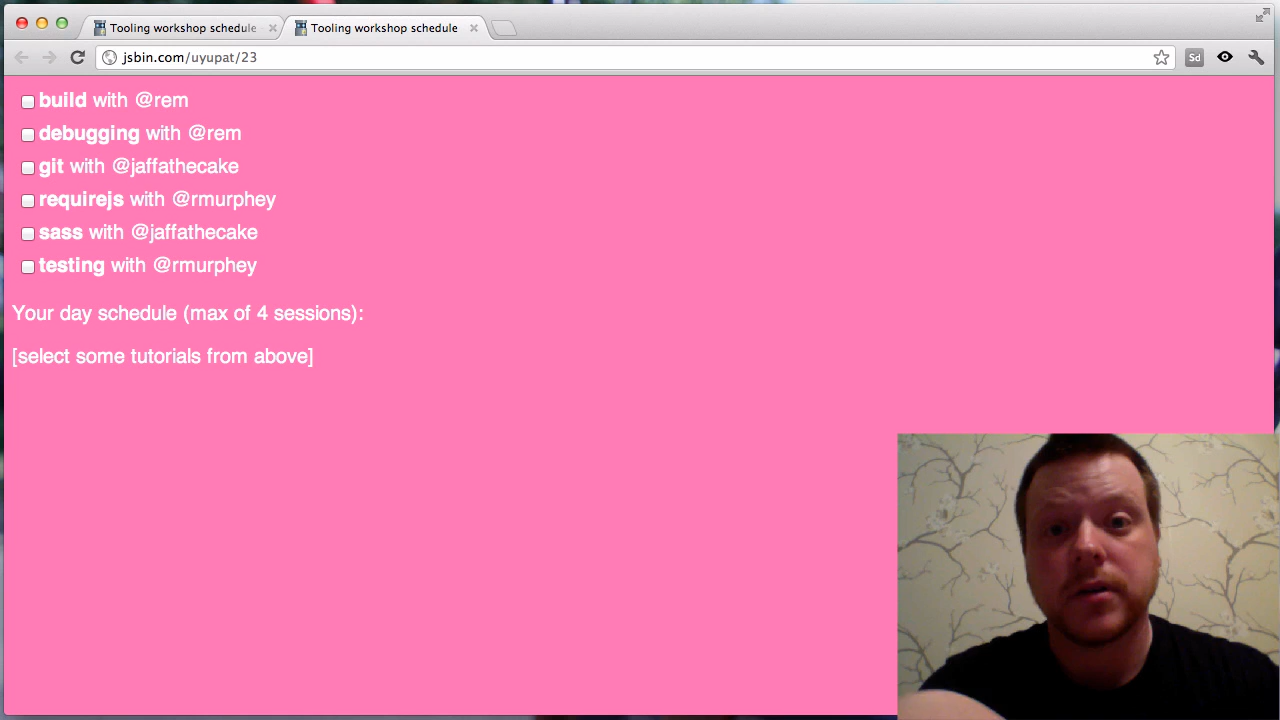 Tooling workshop schedule
Tooling workshop schedule
jsbin.com/uyupat/23
Sd
build with @rem
debugging with @rem
git with @jaffathecake
requirejs with @rmurphey
sass with @jaffathecake
testing with @rmurphey
Your day schedule (max of 4 sessions):
[select some tutorials from above]